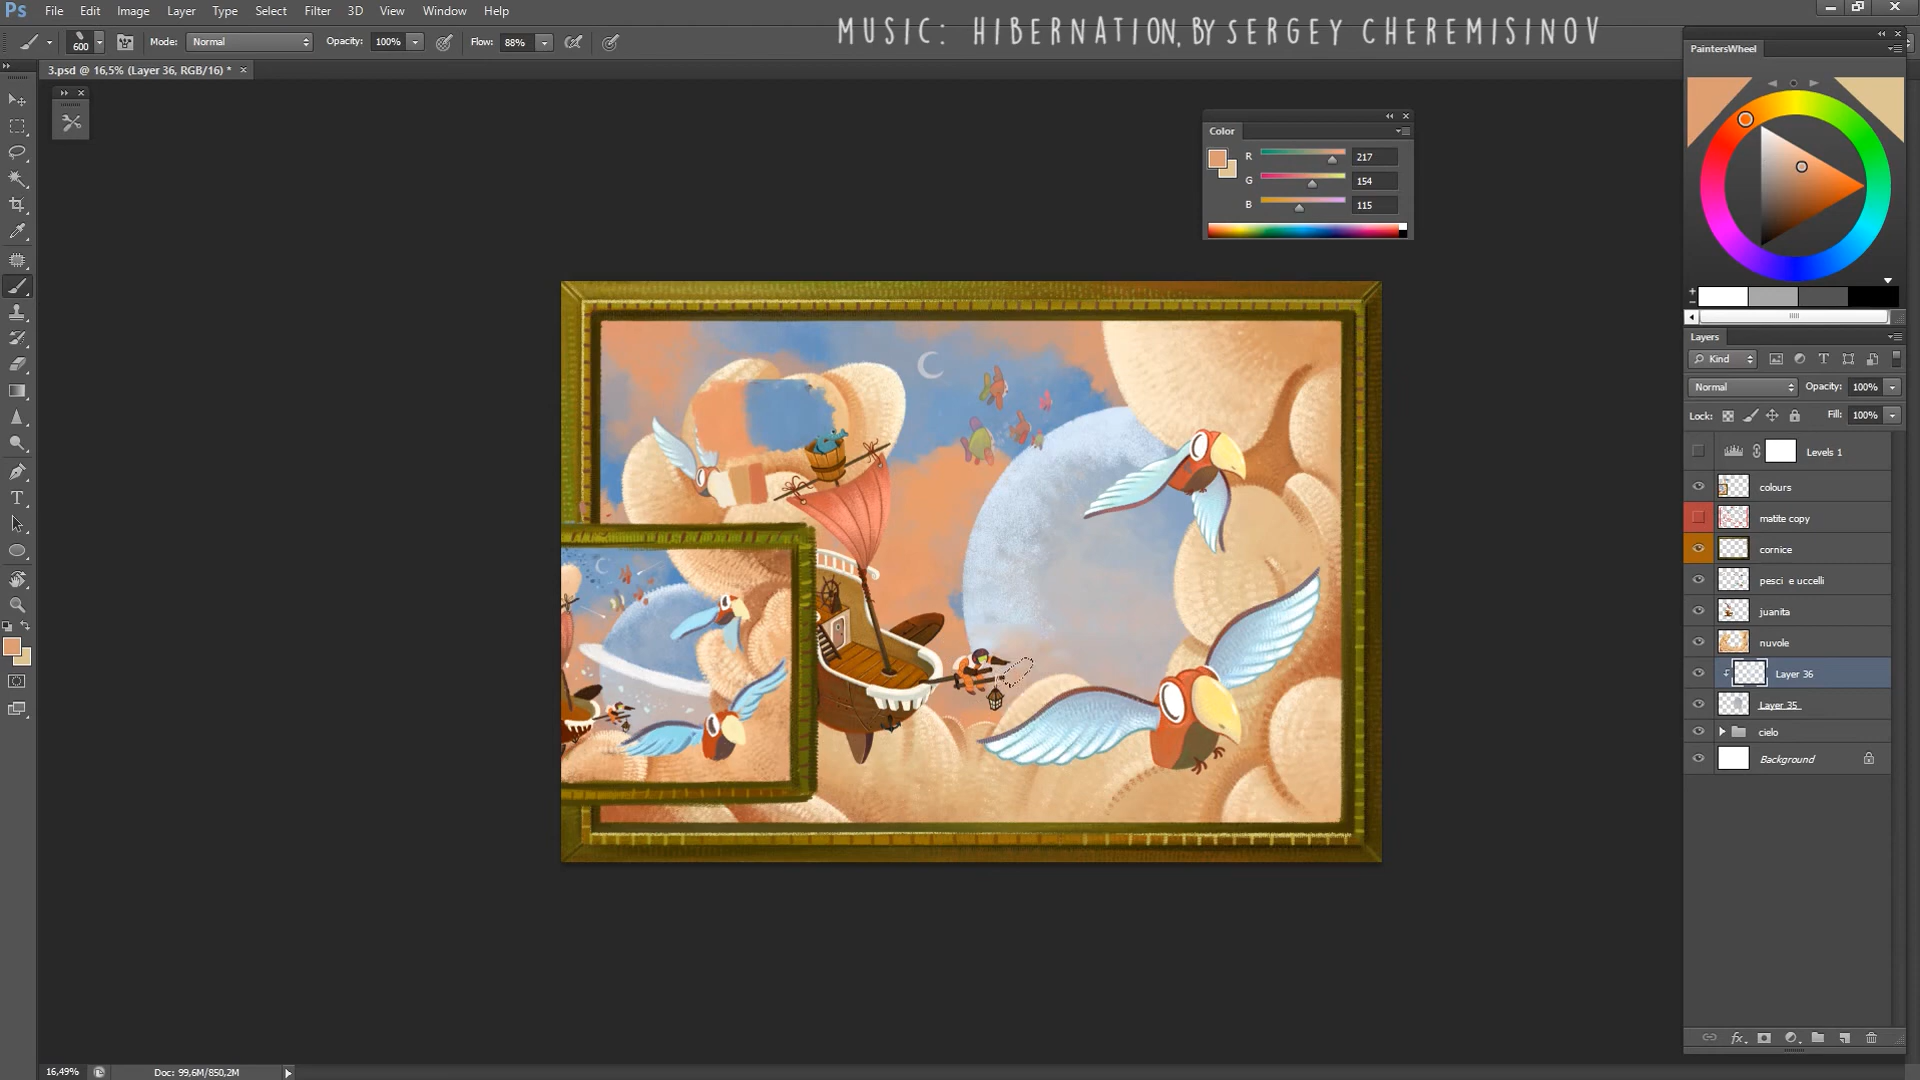 Ps File Edit Image Layer Type Select Filter 3D View Window Help
MUSIC: HIBERNATION, BY SERGEY CHEREMISINOV
600 Mode: Normal Opacity: 100% Flow: 88%
3.psd @ 16,5% (Layer 36, RGB/16) *
PaintersWheel
Color
R 217
G 154
B 115
Layers
Kind
Normal Opacity: 100%
Lock: Fill: 100%
Levels 1
colours
matite copy
cornice
pesci e uccelli
juanita
nuvole
Layer 36
Layer 35
cielo
Background
16,49% Doc: 99,6M/850,2M